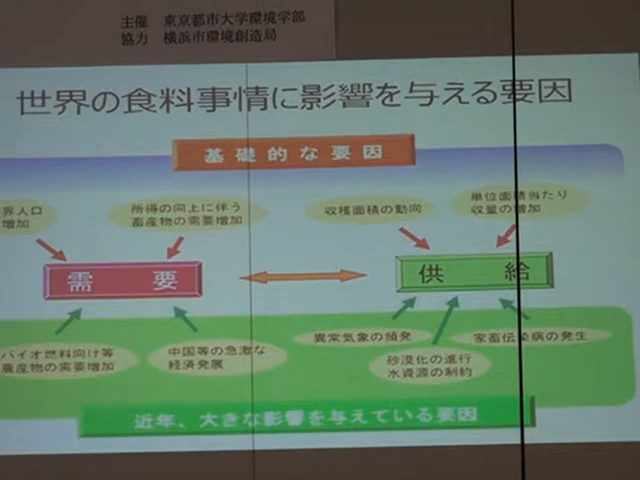 主催 東京都市大学環境学部
協力 横浜市環境創造局
世界の食料事情に影響を与える要因
基礎的な要因
界人口
増加
所得の向上に伴う
畜産物の需要増加
収穫面積の動向
単位面積当たり
収量の増加
需 要
供 給
バイオ燃料向け等
農産物の需要増加
中国等の急激な
経済発展
異常気象の頻発
砂漠化の進行
水資源の制約
家畜伝染病の発生
近年、大きな影響を与えている要因